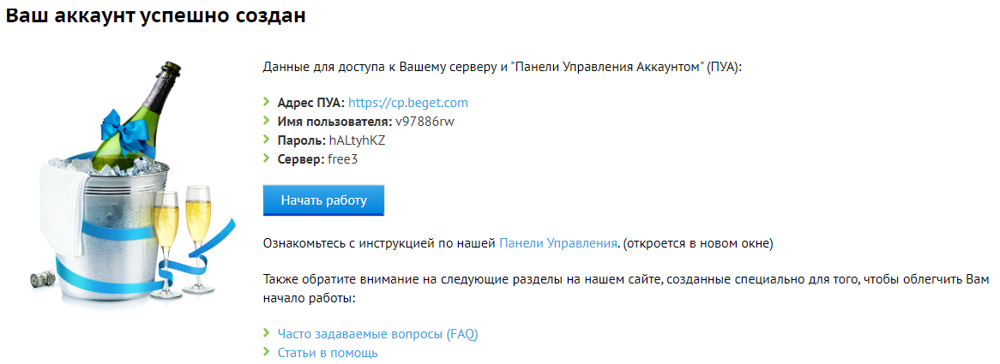 Ваш аккаунт успешно создан
Данные для доступа к Вашему серверу и "Панели Управления Аккаунтом" (ПУА):
Адрес ПУА: https://cp.beget.com
Имя пользователя: v97886rw
Пароль: hALtyhKZ
Сервер: free3
Начать работу
Ознакомьтесь с инструкцией по нашей Панели Управления. (откроется в новом окне)
Также обратите внимание на следующие разделы на нашем сайте, созданные специально для того, чтобы облегчить Вам
начало работы:
Часто задаваемые вопросы (FAQ)
Статьи в помощь